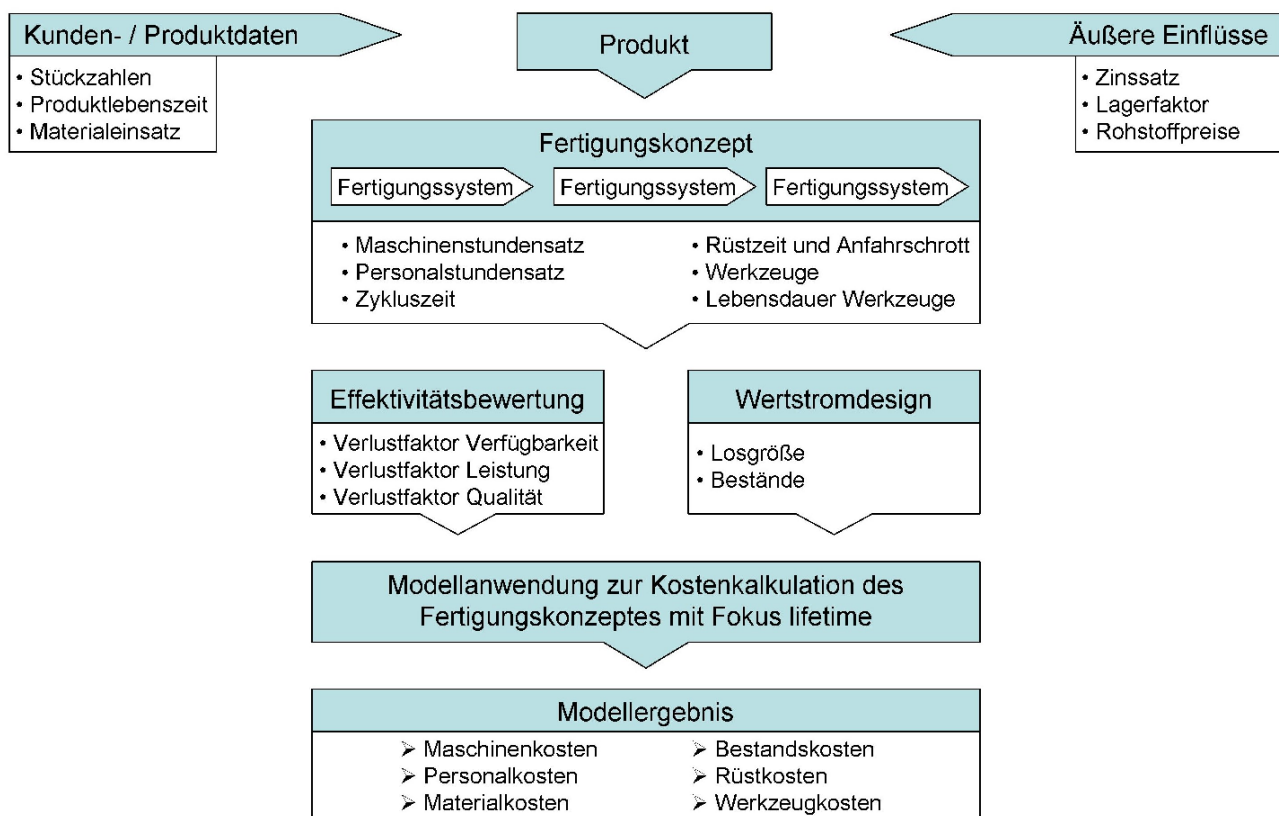 Kunden- / Produktdaten
• Stückzahlen
• Produktlebenszeit
• Materialeinsatz
Produkt
Äußere Einflüsse
• Zinssatz
• Lagerfaktor
• Rohstoffpreise
Fertigungskonzept
Fertigungssystem
Fertigungssystem
Fertigungssystem
• Maschinenstundensatz
• Personalstundensatz
• Zykluszeit
• Rüstzeit und Anfahrschrott
• Werkzeuge
• Lebensdauer Werkzeuge
Effektivitätsbewertung
• Verlustfaktor Verfügbarkeit
• Verlustfaktor Leistung
• Verlustfaktor Qualität
Wertstromdesign
• Losgröße
• Bestände
Modellanwendung zur Kostenkalkulation des
Fertigungskonzeptes mit Fokus lifetime
Modellergebnis
➢ Maschinenkosten
➢ Personalkosten
➢ Materialkosten
➢ Bestandskosten
➢ Rüstkosten
➢ Werkzeugkosten